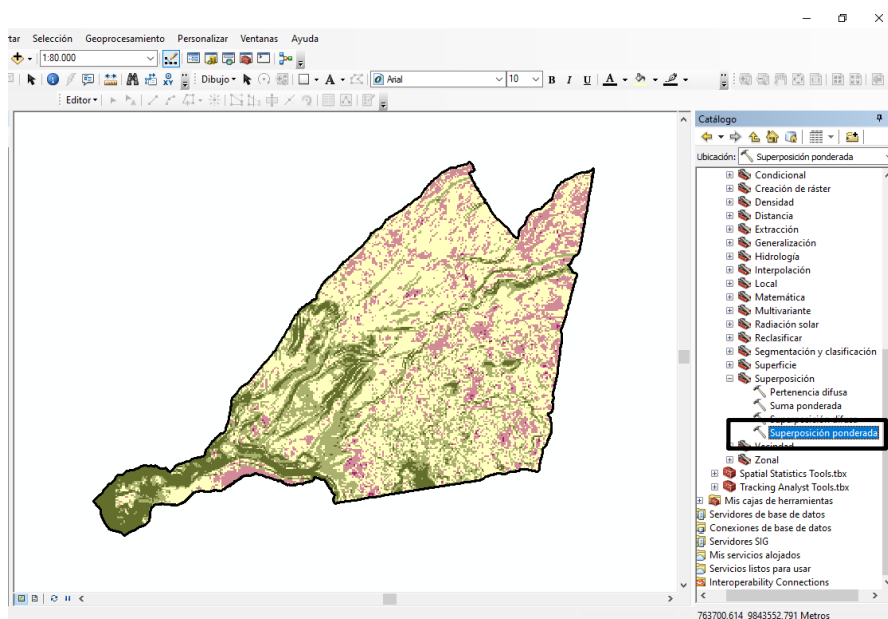 tar Selección Geoprocesamiento Personalizar Ventanas Ayuda
1:80.000
Dibujo Arial 10 B I U A
Editor
Catálogo
Ubicación: Superposición ponderada
Condicional
Creación de ráster
Densidad
Distancia
Extracción
Generalización
Hidrología
Interpolación
Local
Matemática
Multivariante
Radiación solar
Reclasificar
Segmentación y clasificación
Superficie
Superposición
Pertenencia difusa
Suma ponderada
Superposición difusa
Superposición ponderada
Vecindad
Zonal
Spatial Statistics Tools.tbx
Tracking Analyst Tools.tbx
Mis cajas de herramientas
Servidores de base de datos
Conexiones de base de datos
Servidores SIG
Mis servicios alojados
Servicios listos para usar
Interoperability Connections
763700,614 9843552,791 Metros